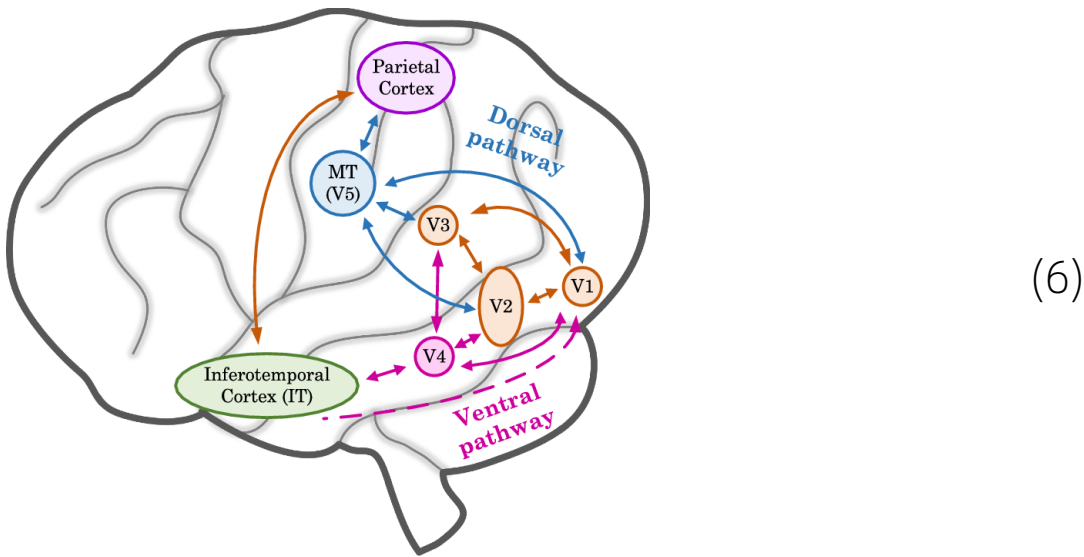 Parietal
Cortex
Dorsal
pathway
MT
(V5)
V3
V1
V2
V4
Inferotemporal
Cortex (IT)
Ventral
pathway
(6)